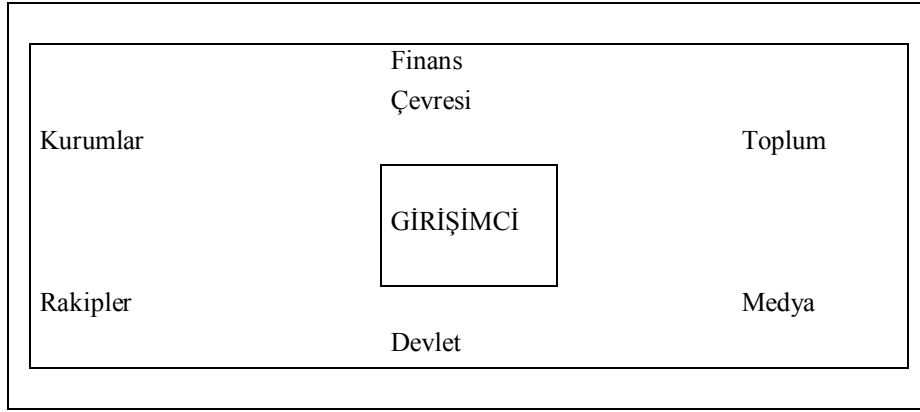 Finans
Çevresi
Kurumlar
Toplum
GİRİŞİMCİ
Rakipler
Medya
Devlet